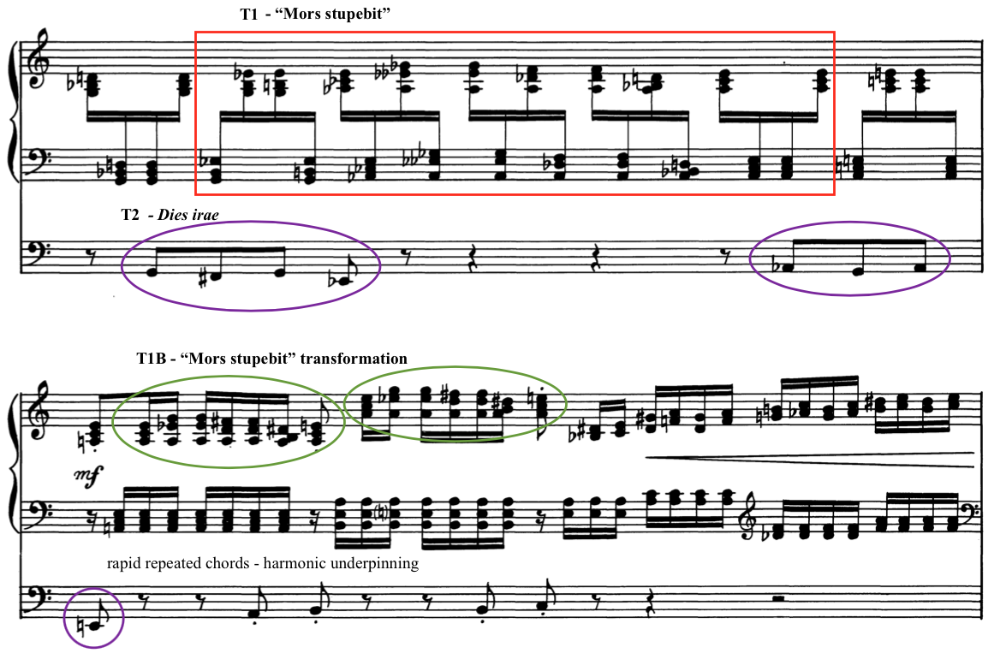 T1 - “Mors stupebit”
T2 - Dies irae
T1B - “Mors stupebit” transformation
mf
rapid repeated chords - harmonic underpinning